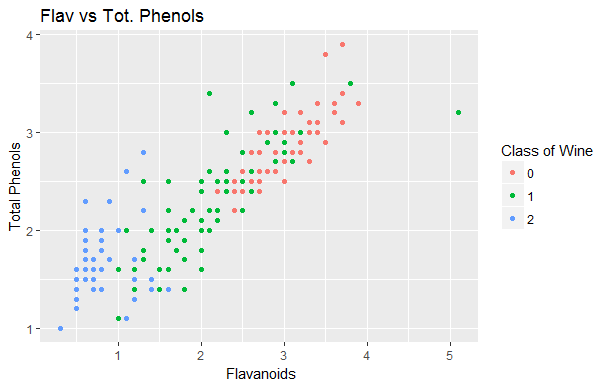 Flav vs Tot. Phenols
Total Phenols
4
3
2
1
1 2 3 4 5
Flavanoids
Class of Wine
0
1
2